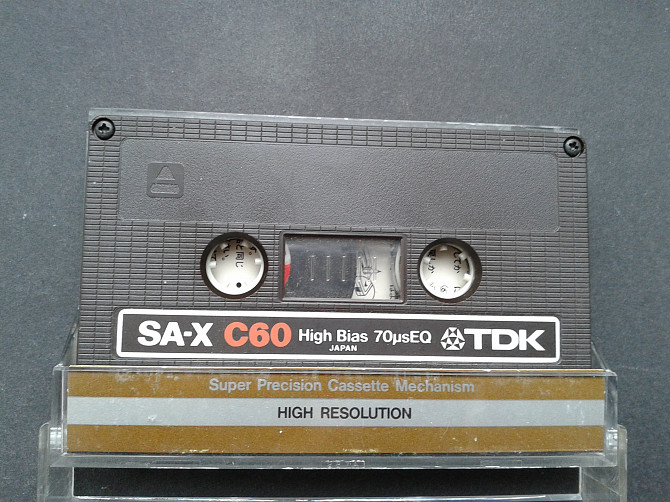 SA-X C60 High Bias 70µsEQ TDK
JAPAN
Super Precision Cassette Mechanism
HIGH RESOLUTION